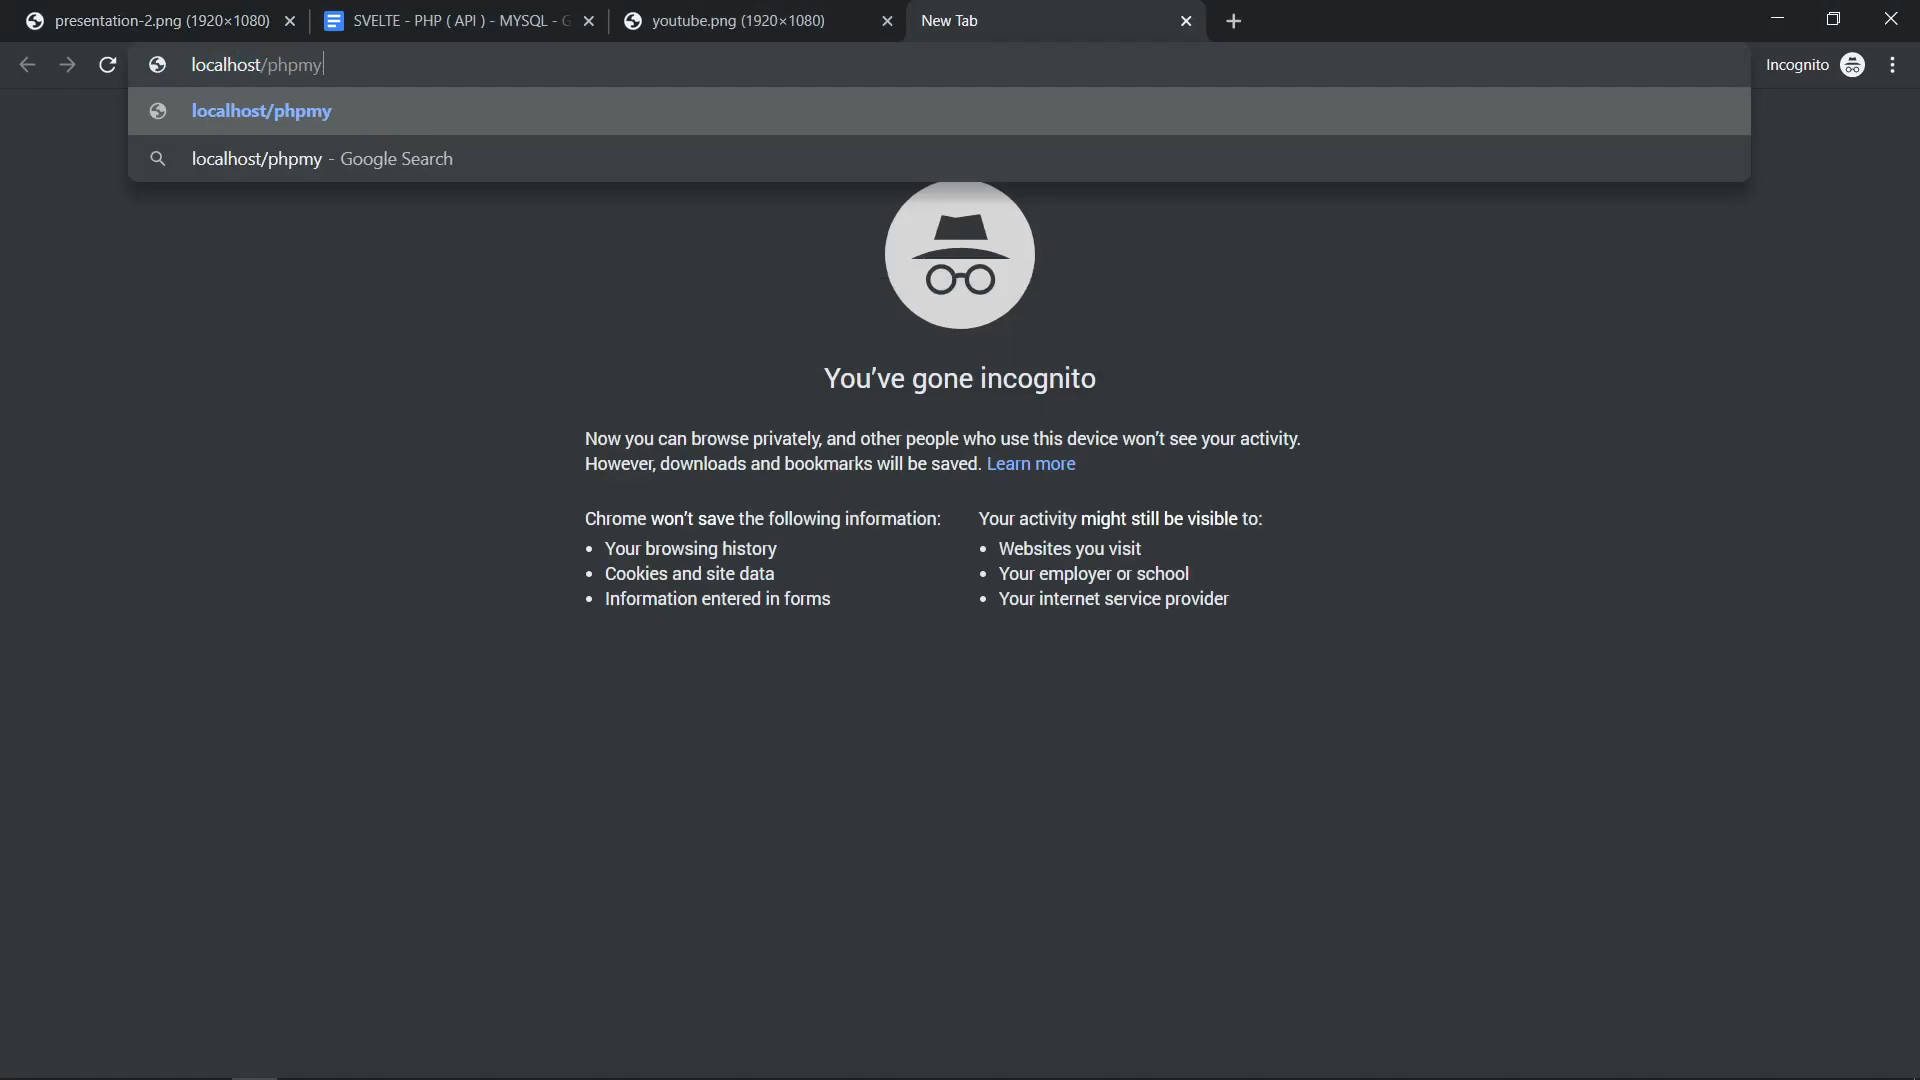 presentation-2.png (1920×1080)
SVELTE - PHP ( API ) - MYSQL - G
youtube.png (1920×1080)
New Tab
localhost/phpmy
Incognito
localhost/phpmy
localhost/phpmy - Google Search
You've gone incognito
Now you can browse privately, and other people who use this device won't see your activity.
However, downloads and bookmarks will be saved. Learn more
Chrome won't save the following information:
Your browsing history
Cookies and site data
Information entered in forms
Your activity might still be visible to:
Websites you visit
Your employer or school
Your internet service provider